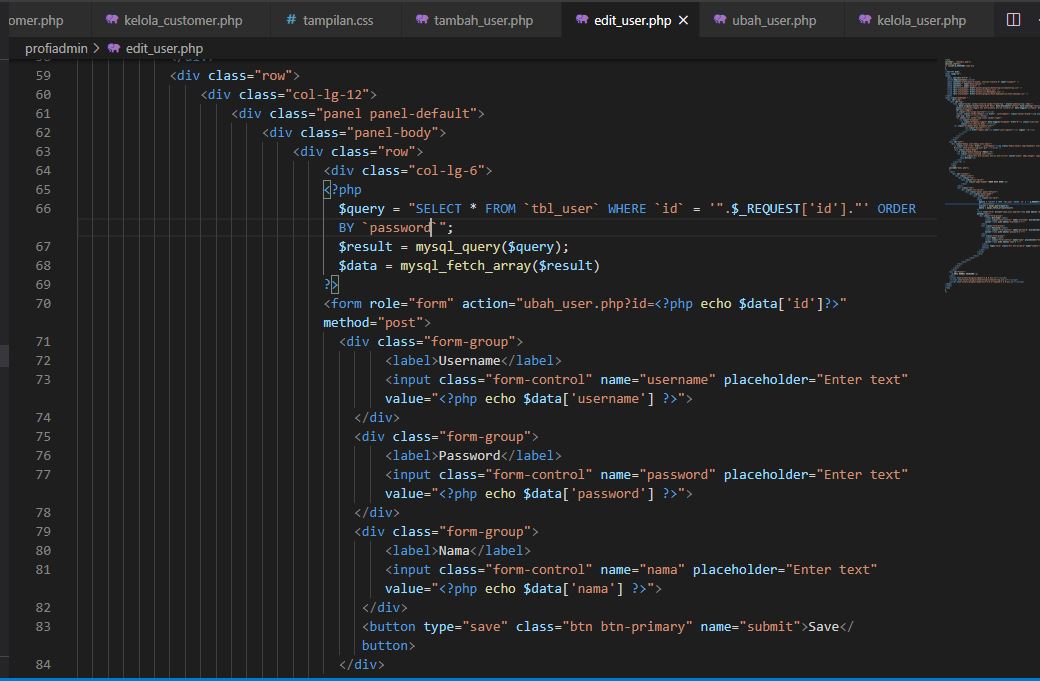 omer.php kelola_customer.php # tampilan.css tambah_user.php edit_user.php × ubah_user.php kelola_user.php
profiadmin > edit_user.php
58 </div>
59 <div class="row">
60 <div class="col-lg-12">
61 <div class="panel panel-default">
62 <div class="panel-body">
63 <div class="row">
64 <div class="col-lg-6">
65 <?php
66 $query = "SELECT * FROM `tbl_user` WHERE `id` = '".$_REQUEST['id']."' ORDER
BY `password`";
67 $result = mysql_query($query);
68 $data = mysql_fetch_array($result)
69 ?>
70 <form role="form" action="ubah_user.php?id=<?php echo $data['id']?>"
method="post">
71 <div class="form-group">
72 <label>Username</label>
73 <input class="form-control" name="username" placeholder="Enter text"
value="<?php echo $data['username'] ?>">
74 </div>
75 <div class="form-group">
76 <label>Password</label>
77 <input class="form-control" name="password" placeholder="Enter text"
value="<?php echo $data['password'] ?>">
78 </div>
79 <div class="form-group">
80 <label>Nama</label>
81 <input class="form-control" name="nama" placeholder="Enter text"
value="<?php echo $data['nama'] ?>">
82 </div>
83 <button type="save" class="btn btn-primary" name="submit">Save</
button>
84 </div>